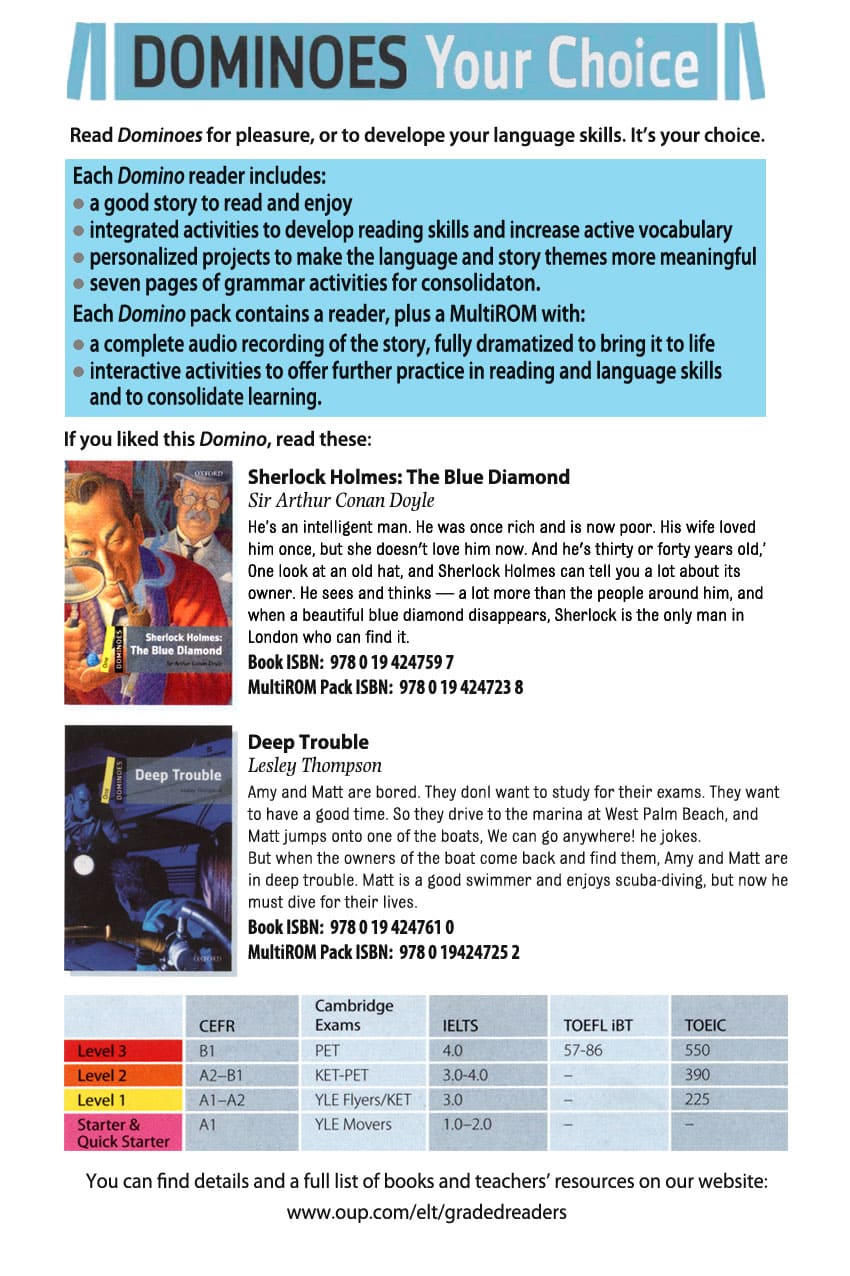 DOMINOES Your Choice
Read Dominoes for pleasure, or to develope your language skills. It's your choice.
Each Domino reader includes:
• a good story to read and enjoy
• integrated activities to develop reading skills and increase active vocabulary
• personalized projects to make the language and story themes more meaningful
• seven pages of grammar activities for consolidaton.
Each Domino pack contains a reader, plus a MultiROM with:
• a complete audio recording of the story, fully dramatized to bring it to life
• interactive activities to offer further practice in reading and language skills
and to consolidate learning.
If you liked this Domino, read these:
OXFORD
One
DOMINOES
Sherlock Holmes:
The Blue Diamond
Sir Arthur Conan Doyle
Sherlock Holmes: The Blue Diamond
Sir Arthur Conan Doyle
He's an intelligent man. He was once rich and is now poor. His wife loved
him once, but she doesn't love him now. And he's thirty or forty years old,'
One look at an old hat, and Sherlock Holmes can tell you a lot about its
owner. He sees and thinks — a lot more than the people around him, and
when a beautiful blue diamond disappears, Sherlock is the only man in
London who can find it.
Book ISBN: 978 0 19 424759 7
MultiROM Pack ISBN: 978 0 19 424723 8
One
DOMINOES
Deep Trouble
Lesley Thompson
OXFORD
Deep Trouble
Lesley Thompson
Amy and Matt are bored. They donl want to study for their exams. They want
to have a good time. So they drive to the marina at West Palm Beach, and
Matt jumps onto one of the boats, We can go anywhere! he jokes.
But when the owners of the boat come back and find them, Amy and Matt are
in deep trouble. Matt is a good swimmer and enjoys scuba-diving, but now he
must dive for their lives.
Book ISBN: 978 0 19 424761 0
MultiROM Pack ISBN: 978 0 19424725 2
CEFR Cambridge Exams IELTS TOEFL iBT TOEIC
Level 3 B1 PET 4.0 57-86 550
Level 2 A2–B1 KET-PET 3.0-4.0 – 390
Level 1 A1–A2 YLE Flyers/KET 3.0 – 225
Starter & Quick Starter A1 YLE Movers 1.0–2.0 – –
You can find details and a full list of books and teachers' resources on our website:
www.oup.com/elt/gradedreaders